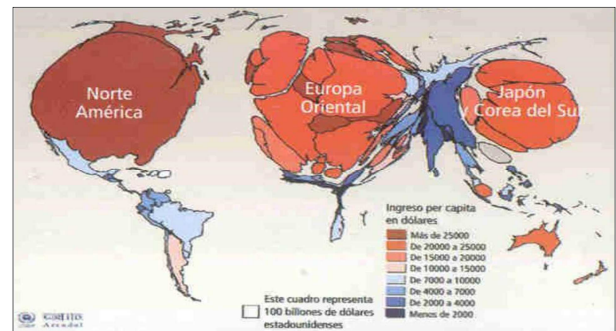 Norte
América
Europa
Oriental
Japón
y Corea del Sur
Ingreso per capita
en dólares
Más de 25000
De 20000 a 25000
De 15000 a 20000
De 10000 a 15000
De 7000 a 10000
De 4000 a 7000
De 2000 a 4000
Menos de 2000
Este cuadro representa
100 billones de dólares
estadounidenses
G R I D
Arendal